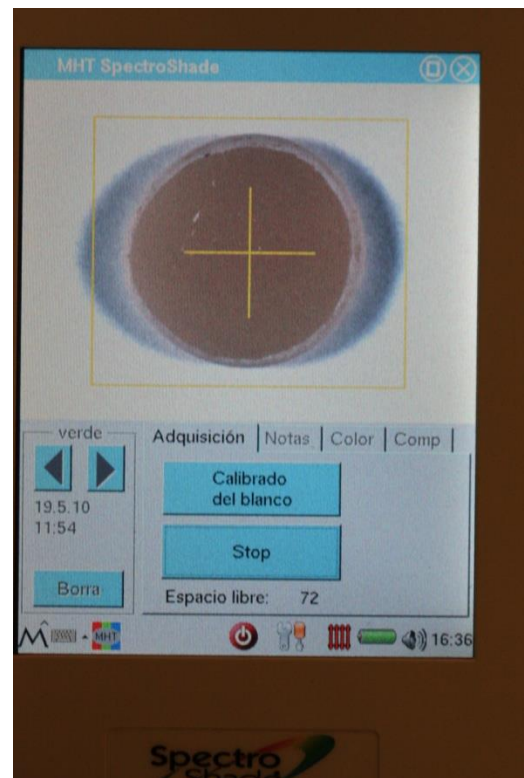 MHT SpectroShade
verde
19.5.10
11:54
Borra
Adquisición Notas Color Comp
Calibrado
del blanco
Stop
Espacio libre: 72
MHT
16:36
Spectro
Shade